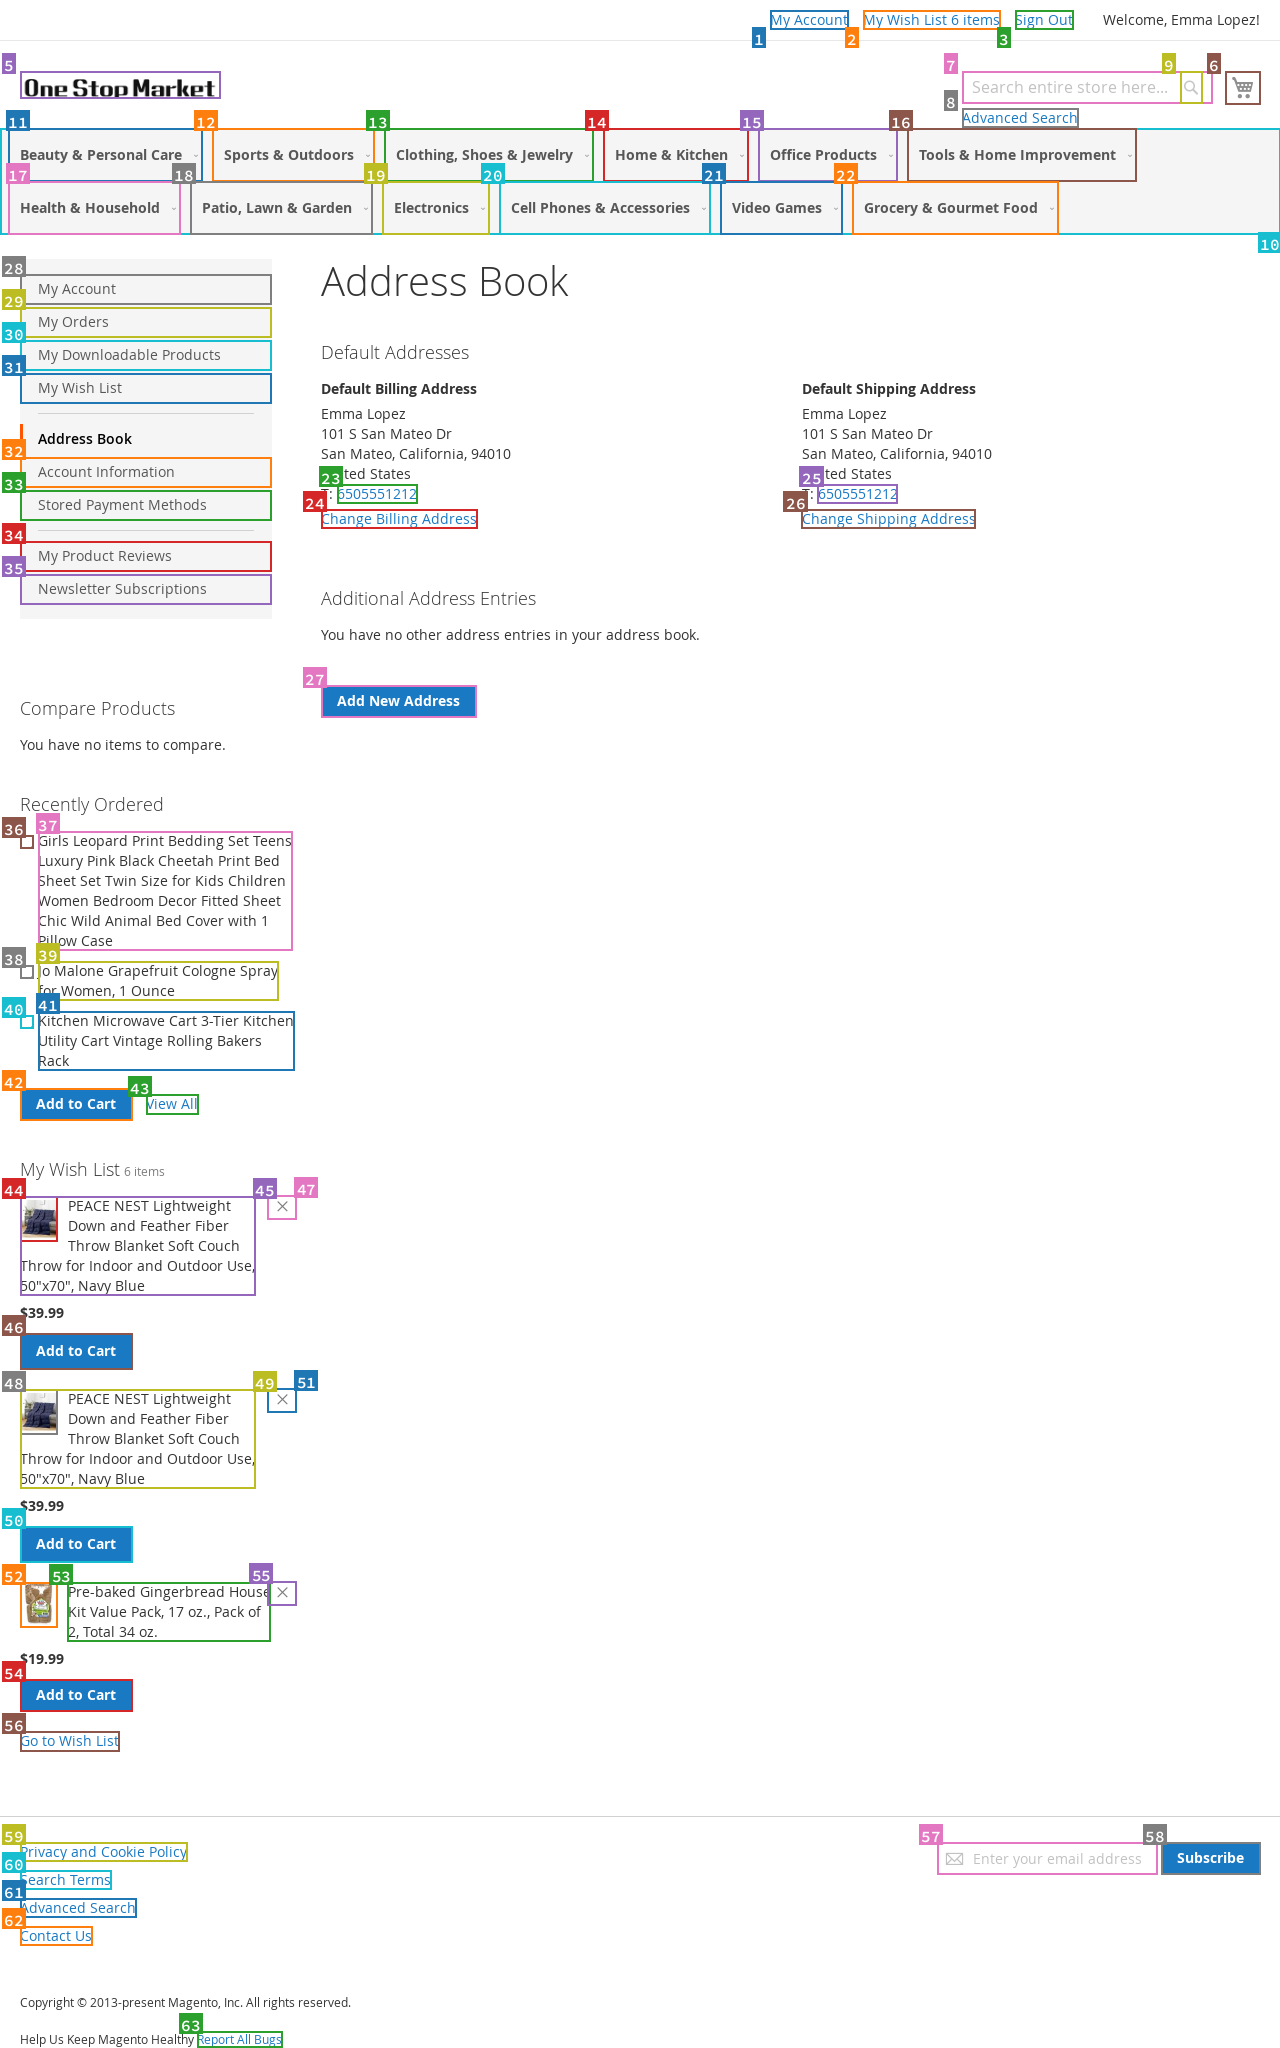 My Account
My Wish List 6 items
Sign Out
Welcome, Emma Lopez!
1
2
3
5
One Stop Market
7
Search entire store here...
9
6
8
Advanced Search
11
Beauty & Personal Care
12
Sports & Outdoors
13
Clothing, Shoes & Jewelry
14
Home & Kitchen
15
Office Products
16
Tools & Home Improvement
17
Health & Household
18
Patio, Lawn & Garden
19
Electronics
20
Cell Phones & Accessories
21
Video Games
22
Grocery & Gourmet Food
10
28
My Account
29
My Orders
30
My Downloadable Products
31
My Wish List
Address Book
32
Account Information
33
Stored Payment Methods
34
My Product Reviews
35
Newsletter Subscriptions
Address Book
Default Addresses
Default Billing Address
Emma Lopez
101 S San Mateo Dr
San Mateo, California, 94010
23
ted States
T: 6505551212
24
Change Billing Address
Default Shipping Address
Emma Lopez
101 S San Mateo Dr
San Mateo, California, 94010
25
ted States
T: 6505551212
26
Change Shipping Address
Additional Address Entries
You have no other address entries in your address book.
27
Add New Address
Compare Products
You have no items to compare.
Recently Ordered
36
37
Girls Leopard Print Bedding Set Teens
Luxury Pink Black Cheetah Print Bed
Sheet Set Twin Size for Kids Children
Women Bedroom Decor Fitted Sheet
Chic Wild Animal Bed Cover with 1
Pillow Case
38
39
Jo Malone Grapefruit Cologne Spray
for Women, 1 Ounce
40
41
Kitchen Microwave Cart 3-Tier Kitchen
Utility Cart Vintage Rolling Bakers
Rack
42
Add to Cart
43
View All
My Wish List 6 items
44
45
47
PEACE NEST Lightweight
Down and Feather Fiber
Throw Blanket Soft Couch
Throw for Indoor and Outdoor Use,
50"x70", Navy Blue
$39.99
46
Add to Cart
48
49
51
PEACE NEST Lightweight
Down and Feather Fiber
Throw Blanket Soft Couch
Throw for Indoor and Outdoor Use,
50"x70", Navy Blue
$39.99
50
Add to Cart
52
53
55
Pre-baked Gingerbread House
Kit Value Pack, 17 oz., Pack of
2, Total 34 oz.
$19.99
54
Add to Cart
56
Go to Wish List
59
Privacy and Cookie Policy
60
Search Terms
61
Advanced Search
62
Contact Us
57
Enter your email address
58
Subscribe
Copyright © 2013-present Magento, Inc. All rights reserved.
63
Help Us Keep Magento Healthy Report All Bugs